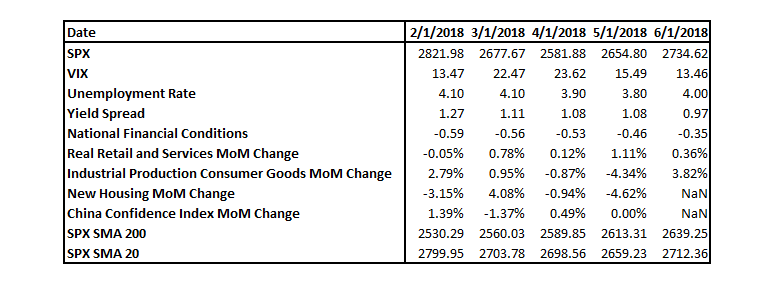 Date 2/1/2018 3/1/2018 4/1/2018 5/1/2018 6/1/2018
SPX 2821.98 2677.67 2581.88 2654.80 2734.62
VIX 13.47 22.47 23.62 15.49 13.46
Unemployment Rate 4.10 4.10 3.90 3.80 4.00
Yield Spread 1.27 1.11 1.08 1.08 0.97
National Financial Conditions -0.59 -0.56 -0.53 -0.46 -0.35
Real Retail and Services MoM Change -0.05% 0.78% 0.12% 1.11% 0.36%
Industrial Production Consumer Goods MoM Change 2.79% 0.95% -0.87% -4.34% 3.82%
New Housing MoM Change -3.15% 4.08% -0.94% -4.62% NaN
China Confidence Index MoM Change 1.39% -1.37% 0.49% 0.00% NaN
SPX SMA 200 2530.29 2560.03 2589.85 2613.31 2639.25
SPX SMA 20 2799.95 2703.78 2698.56 2659.23 2712.36